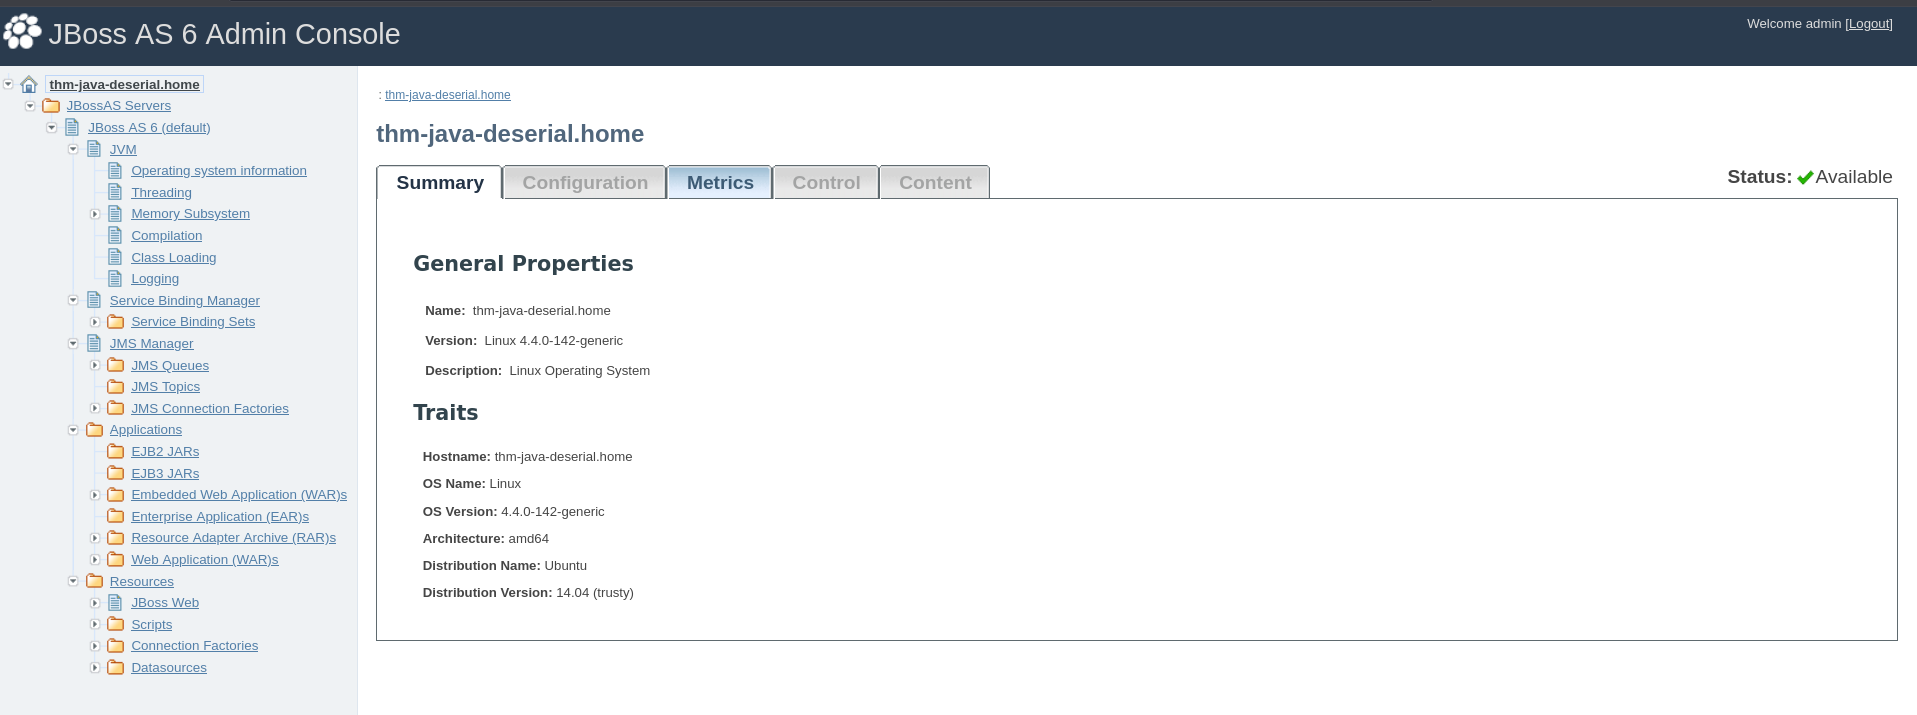 JBoss AS 6 Admin Console
Welcome admin [Logout]
thm-java-deserial.home
JBossAS Servers
JBoss AS 6 (default)
JVM
Operating system information
Threading
Memory Subsystem
Compilation
Class Loading
Logging
Service Binding Manager
Service Binding Sets
JMS Manager
JMS Queues
JMS Topics
JMS Connection Factories
Applications
EJB2 JARs
EJB3 JARs
Embedded Web Application (WAR)s
Enterprise Application (EAR)s
Resource Adapter Archive (RAR)s
Web Application (WAR)s
Resources
JBoss Web
Scripts
Connection Factories
Datasources
: thm-java-deserial.home
thm-java-deserial.home
Summary Configuration Metrics Control Content
Status: Available
General Properties
Name: thm-java-deserial.home
Version: Linux 4.4.0-142-generic
Description: Linux Operating System
Traits
Hostname: thm-java-deserial.home
OS Name: Linux
OS Version: 4.4.0-142-generic
Architecture: amd64
Distribution Name: Ubuntu
Distribution Version: 14.04 (trusty)